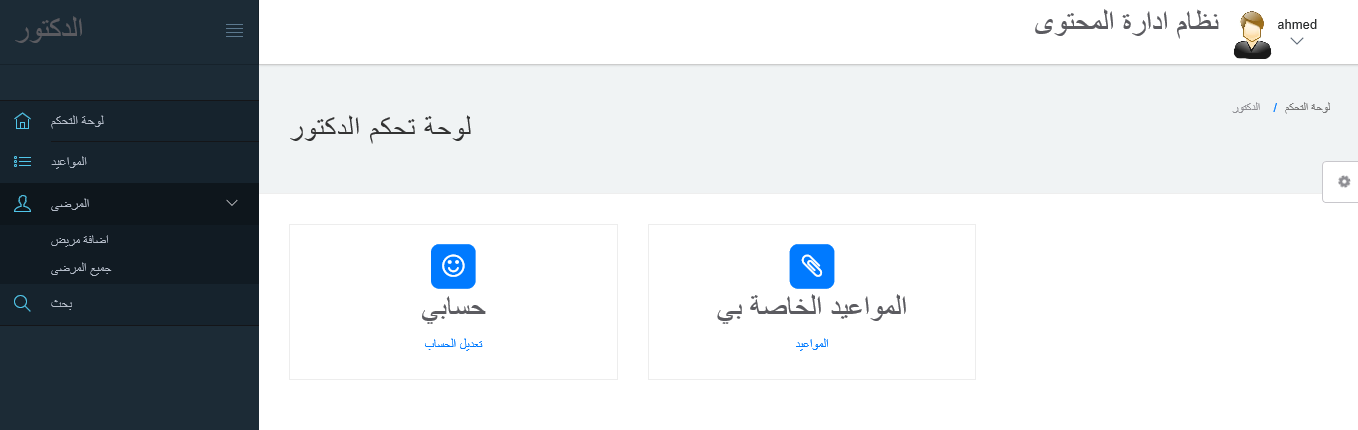 الدكتور
نظام ادارة المحتوى
ahmed
لوحة التحكم / الدكتور
لوحة تحكم الدكتور
لوحة التحكم
المواعيد
المرضى
اضافة مريض
جميع المرضى
بحث
حسابي
تعديل الحساب
المواعيد الخاصة بي
المواعيد